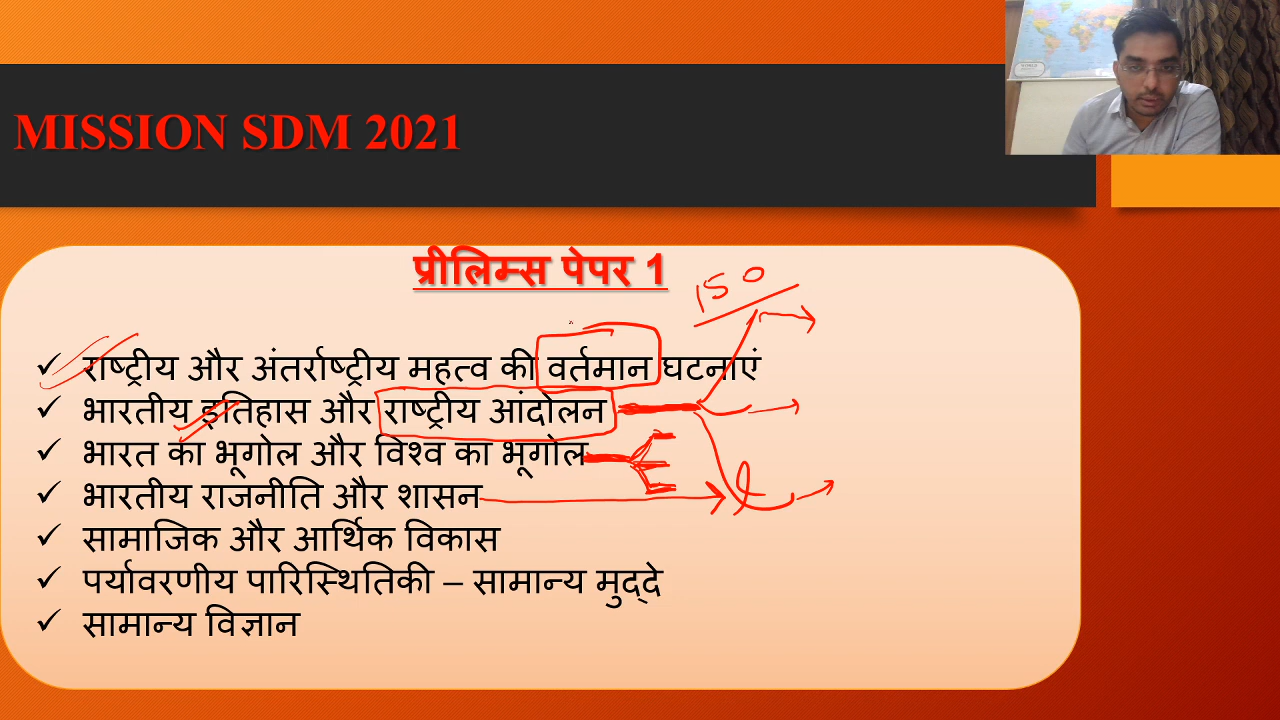 MISSION SDM 2021
प्रीलिम्स पेपर 1
150
राष्ट्रीय और अंतर्राष्ट्रीय महत्व की वर्तमान घटनाएं
भारतीय इतिहास और राष्ट्रीय आंदोलन
भारत का भूगोल और विश्व का भूगोल
भारतीय राजनीति और शासन
सामाजिक और आर्थिक विकास
पर्यावरणीय पारिस्थितिकी – सामान्य मुद्दे
सामान्य विज्ञान